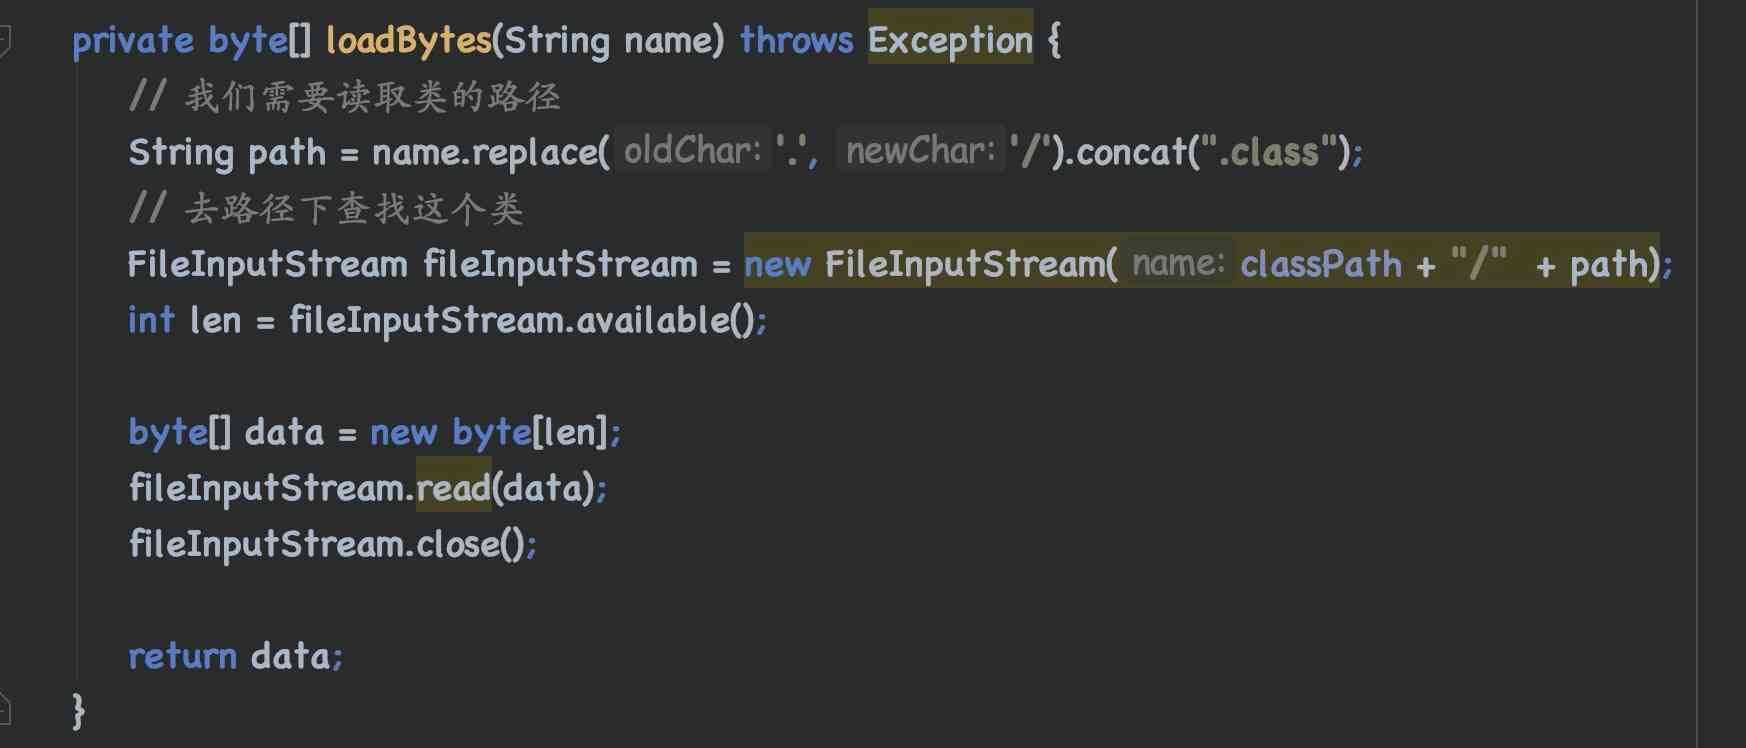 private byte[] loadBytes(String name) throws Exception {
// 我们需要读取类的路径
String path = name.replace( oldChar: '.', newChar: '/').concat(".class");
// 去路径下查找这个类
FileInputStream fileInputStream = new FileInputStream( name: classPath + "/" + path);
int len = fileInputStream.available();
byte[] data = new byte[len];
fileInputStream.read(data);
fileInputStream.close();
return data;
}